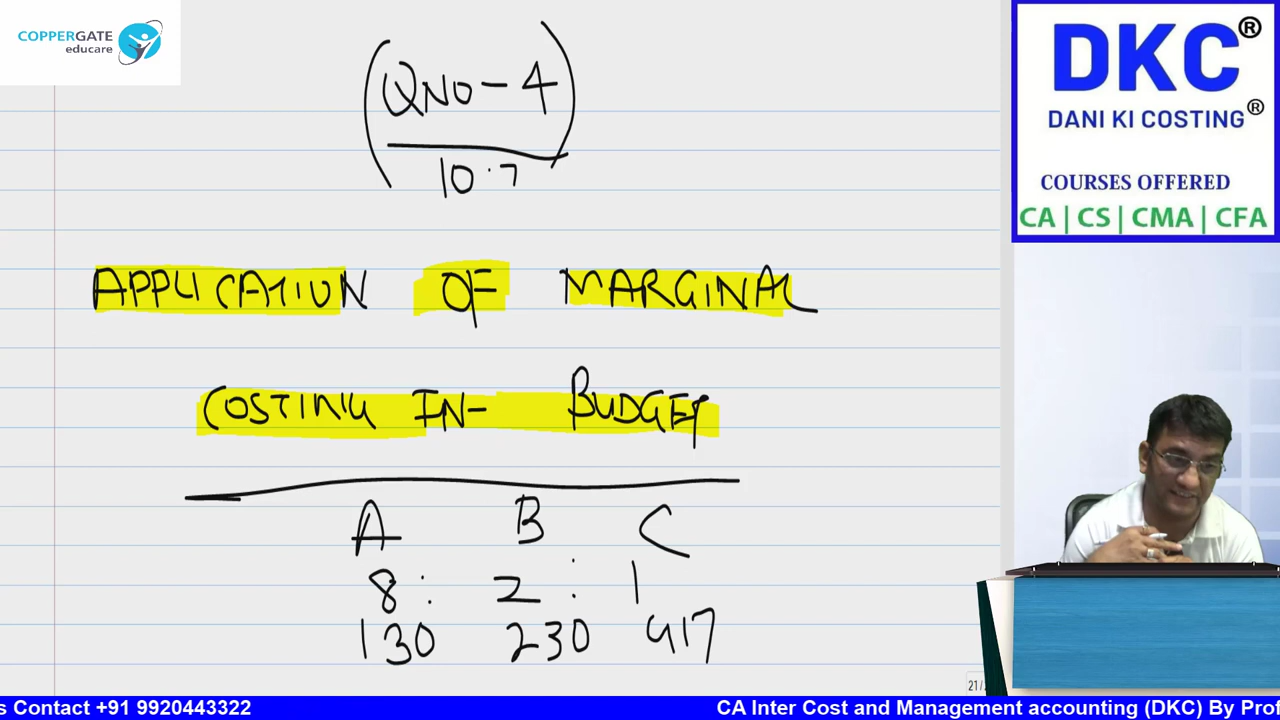 COPPERGATE
educare
(QNO-4)
10.7
APPLICATION OF MARGINAL
COSTING IN- BUDGET
A B C
8 : 2 : 1
130 230 417
DKC®
DANI KI COSTING®
COURSES OFFERED
CA | CS | CMA | CFA
21/
s Contact +91 9920443322 CA Inter Cost and Management accounting (DKC) By Prof